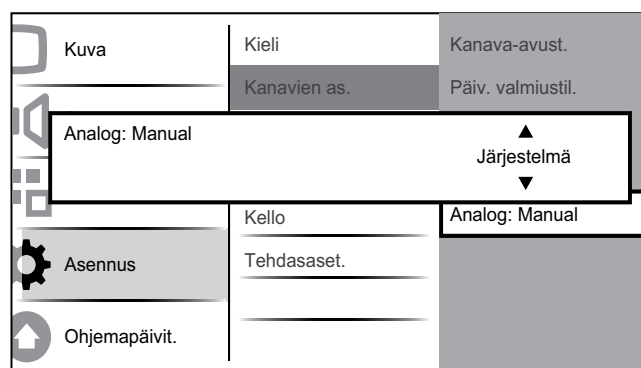 Kuva
Kieli
Kanava-avust.
Kanavien as.
Päiv. valmiustil.
Analog: Manual
Järjestelmä
Kello
Analog: Manual
Asennus
Tehdasaset.
Ohjemapäivit.